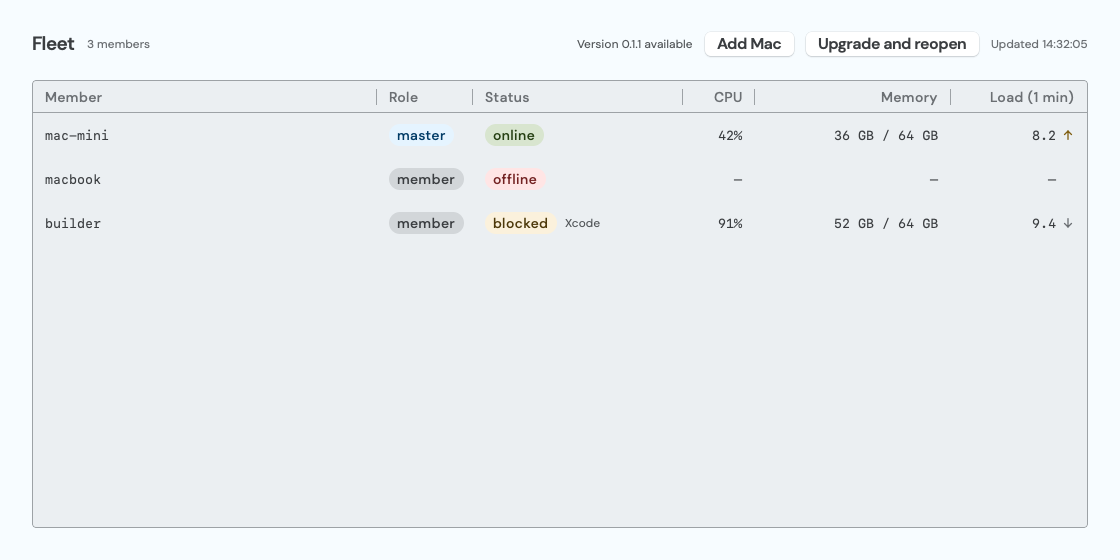 Fleet 3 members Version 0.1.1 available Add Mac Upgrade and reopen Updated 14:32:05
Member Role Status CPU Memory Load (1 min)
mac-mini master online 42% 36 GB / 64 GB 8.2 ↑
macbook member offline — — —
builder member blocked Xcode 91% 52 GB / 64 GB 9.4 ↓